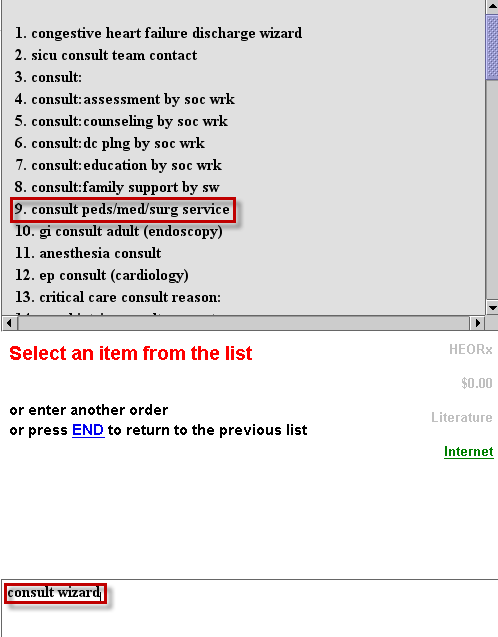 1. congestive heart failure discharge wizard
2. sicu consult team contact
3. consult:
4. consult:assessment by soc wrk
5. consult:counseling by soc wrk
6. consult:dc plng by soc wrk
7. consult:education by soc wrk
8. consult:family support by sw
9. consult peds/med/surg service
10. gi consult adult (endoscopy)
11. anesthesia consult
12. ep consult (cardiology)
13. critical care consult reason:
Select an item from the list
HEORx
$0.00
or enter another order
Literature
or press END to return to the previous list
Internet
consult wizard